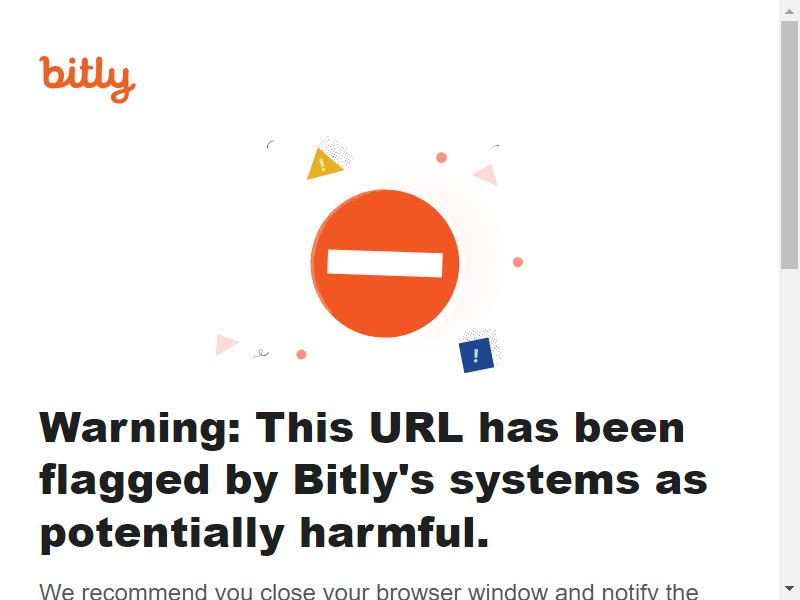 bitly
!
!
Warning: This URL has been
flagged by Bitly's systems as
potentially harmful.
We recommend you close your browser window and notify the